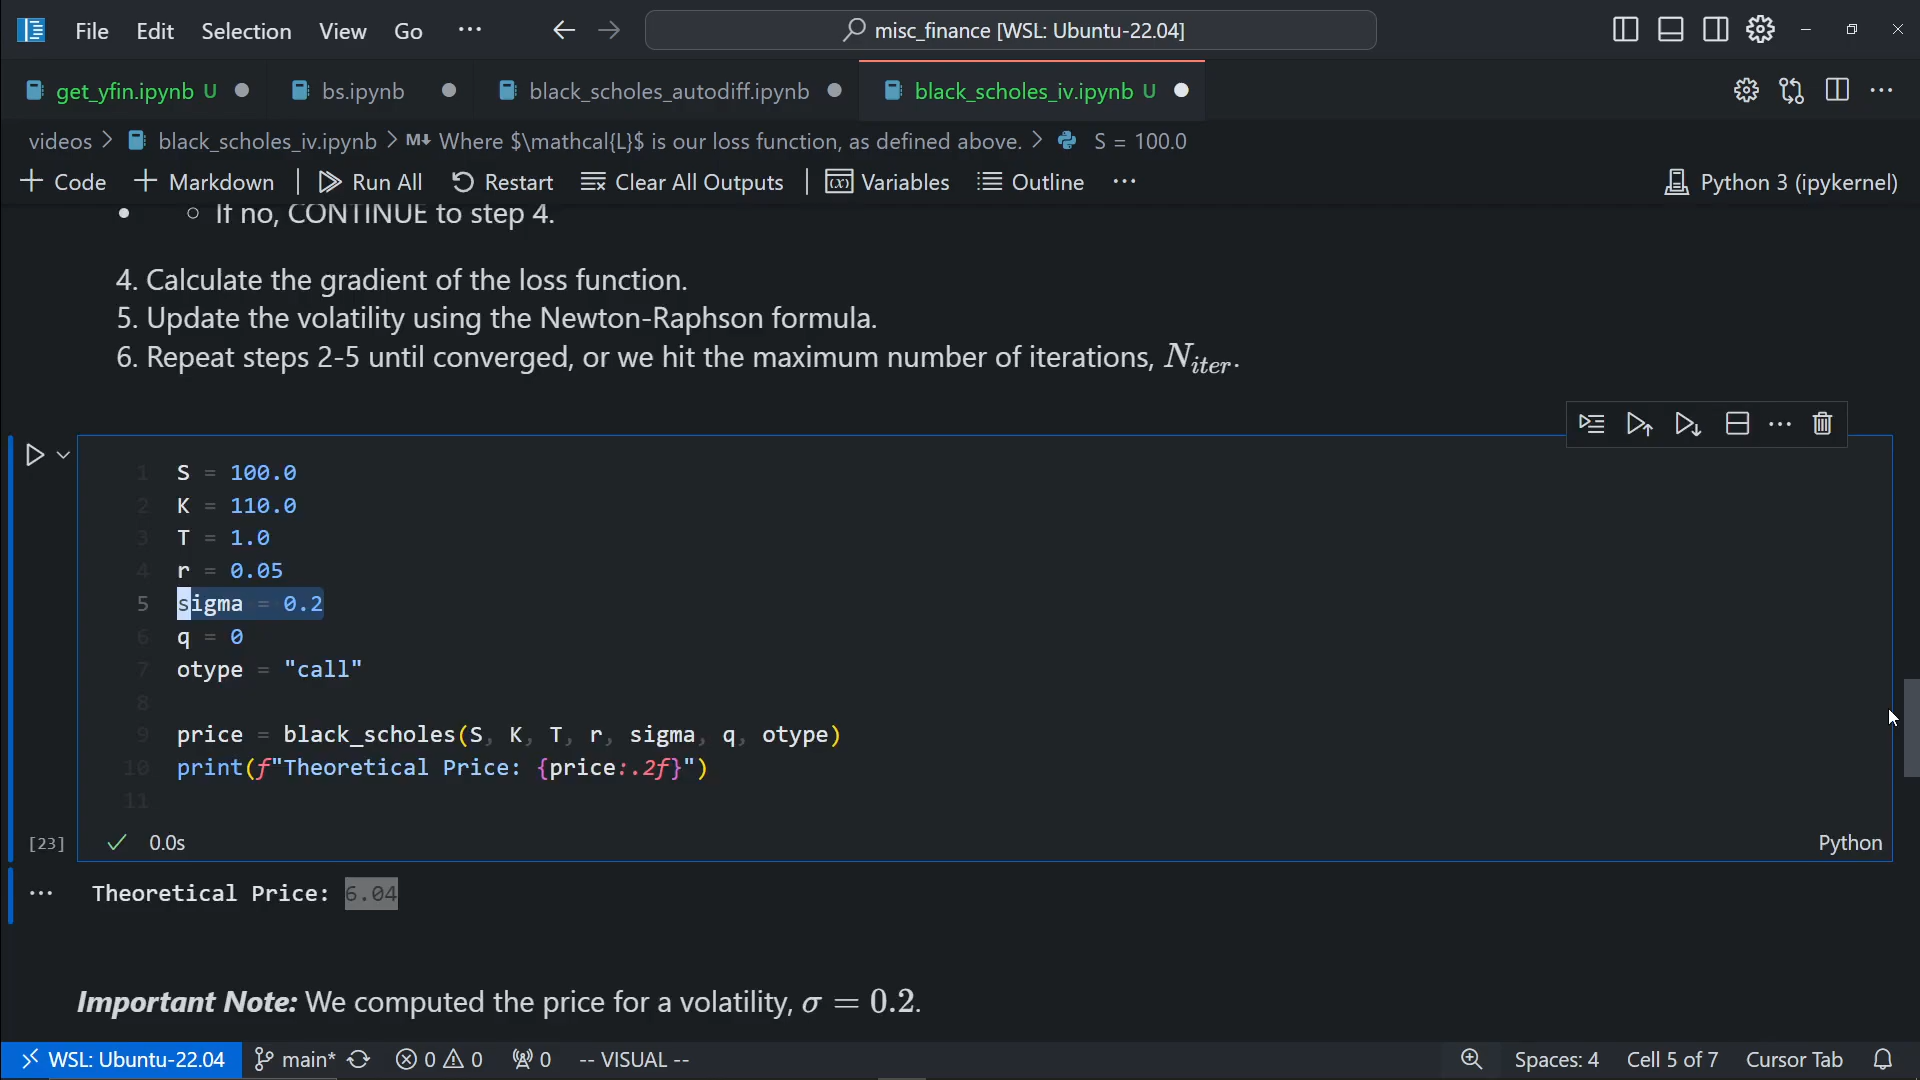 File Edit Selection View Go ··· misc_finance [WSL: Ubuntu-22.04]
get_yfin.ipynb U bs.ipynb black_scholes_autodiff.ipynb black_scholes_iv.ipynb U
videos > black_scholes_iv.ipynb > M↓ Where $\mathcal{L}$ is our loss function, as defined above. > S = 100.0
+ Code + Markdown | Run All Restart Clear All Outputs | Variables Outline ··· Python 3 (ipykernel)
If no, CONTINUE to step 4.
4. Calculate the gradient of the loss function.
5. Update the volatility using the Newton-Raphson formula.
6. Repeat steps 2-5 until converged, or we hit the maximum number of iterations, N_iter.
1 S = 100.0
2 K = 110.0
3 T = 1.0
4 r = 0.05
5 sigma = 0.2
6 q = 0
7 otype = "call"
8
9 price = black_scholes(S, K, T, r, sigma, q, otype)
10 print(f"Theoretical Price: {price:.2f}")
11
[23] ✓ 0.0s Python
··· Theoretical Price: 6.04
Important Note: We computed the price for a volatility, σ = 0.2.
WSL: Ubuntu-22.04 main* 0 0 0 -- VISUAL -- Spaces: 4 Cell 5 of 7 Cursor Tab